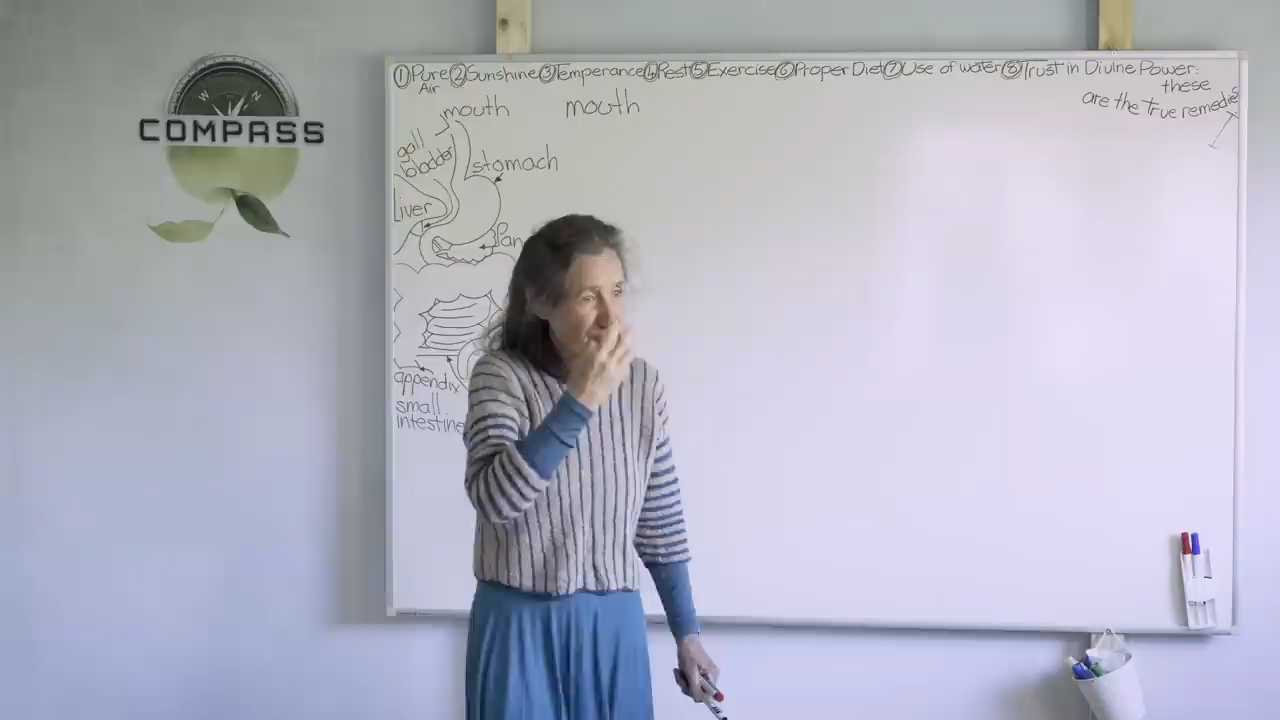 W N
COMPASS
①Pure ②Sunshine ③Temperance ④Rest ⑤Exercise ⑥Proper Diet ⑦Use of water ⑧Trust in Divine Power:
Air
these
are the True remedies
mouth mouth
gall
bladder
stomach
Liver
Pan
appendix
small
intestine